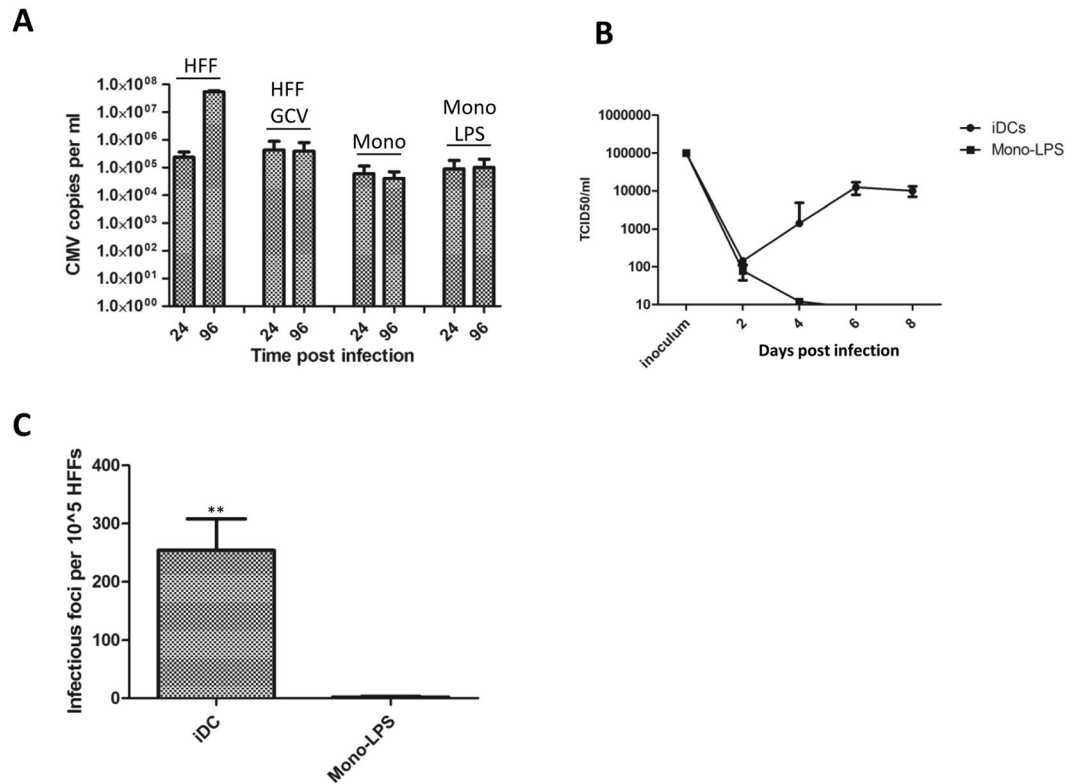 A
HFF
HFF
GCV
Mono
Mono
LPS
CMV copies per ml
1.0×10^08
1.0×10^07
1.0×10^06
1.0×10^05
1.0×10^04
1.0×10^03
1.0×10^02
1.0×10^01
1.0×10^00
24 96 24 96 24 96 24 96
Time post infection
B
TCID50/ml
1000000
100000
10000
1000
100
10
inoculum 2 4 6 8
Days post infection
iDCs
Mono-LPS
C
Infectious foci per 10^5 HFFs
400
300
200
100
0
**
iDC Mono-LPS